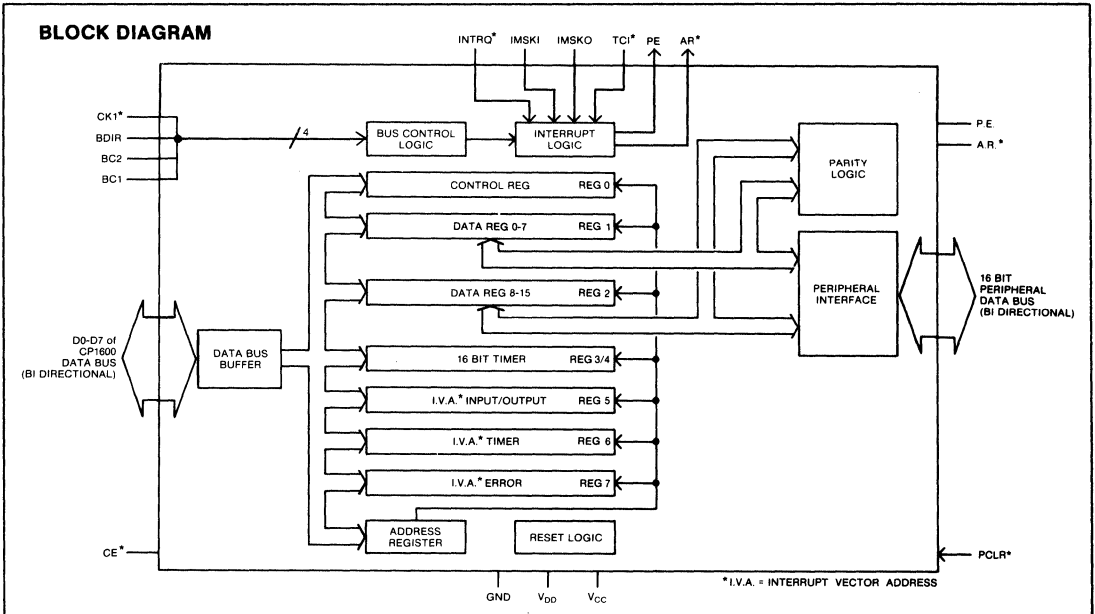 BLOCK DIAGRAM
INTRQ* IMSKI IMSKO TCI* PE AR*
CK1*
BDIR
BC2
BC1
4
BUS CONTROL
LOGIC
INTERRUPT
LOGIC
PARITY
LOGIC
P.E.
A.R.*
CONTROL REG REG 0
DATA REG 0-7 REG 1
DATA REG 8-15 REG 2
PERIPHERAL
INTERFACE
16 BIT
PERIPHERAL
DATA BUS
(BI DIRECTIONAL)
D0-D7 of
CP1600
DATA BUS
(BI DIRECTIONAL)
DATA BUS
BUFFER
16 BIT TIMER REG 3/4
I.V.A.* INPUT/OUTPUT REG 5
I.V.A.* TIMER REG 6
I.V.A.* ERROR REG 7
ADDRESS
REGISTER
RESET LOGIC
CE*
PCLR*
*I.V.A. = INTERRUPT VECTOR ADDRESS
GND VDD VCC